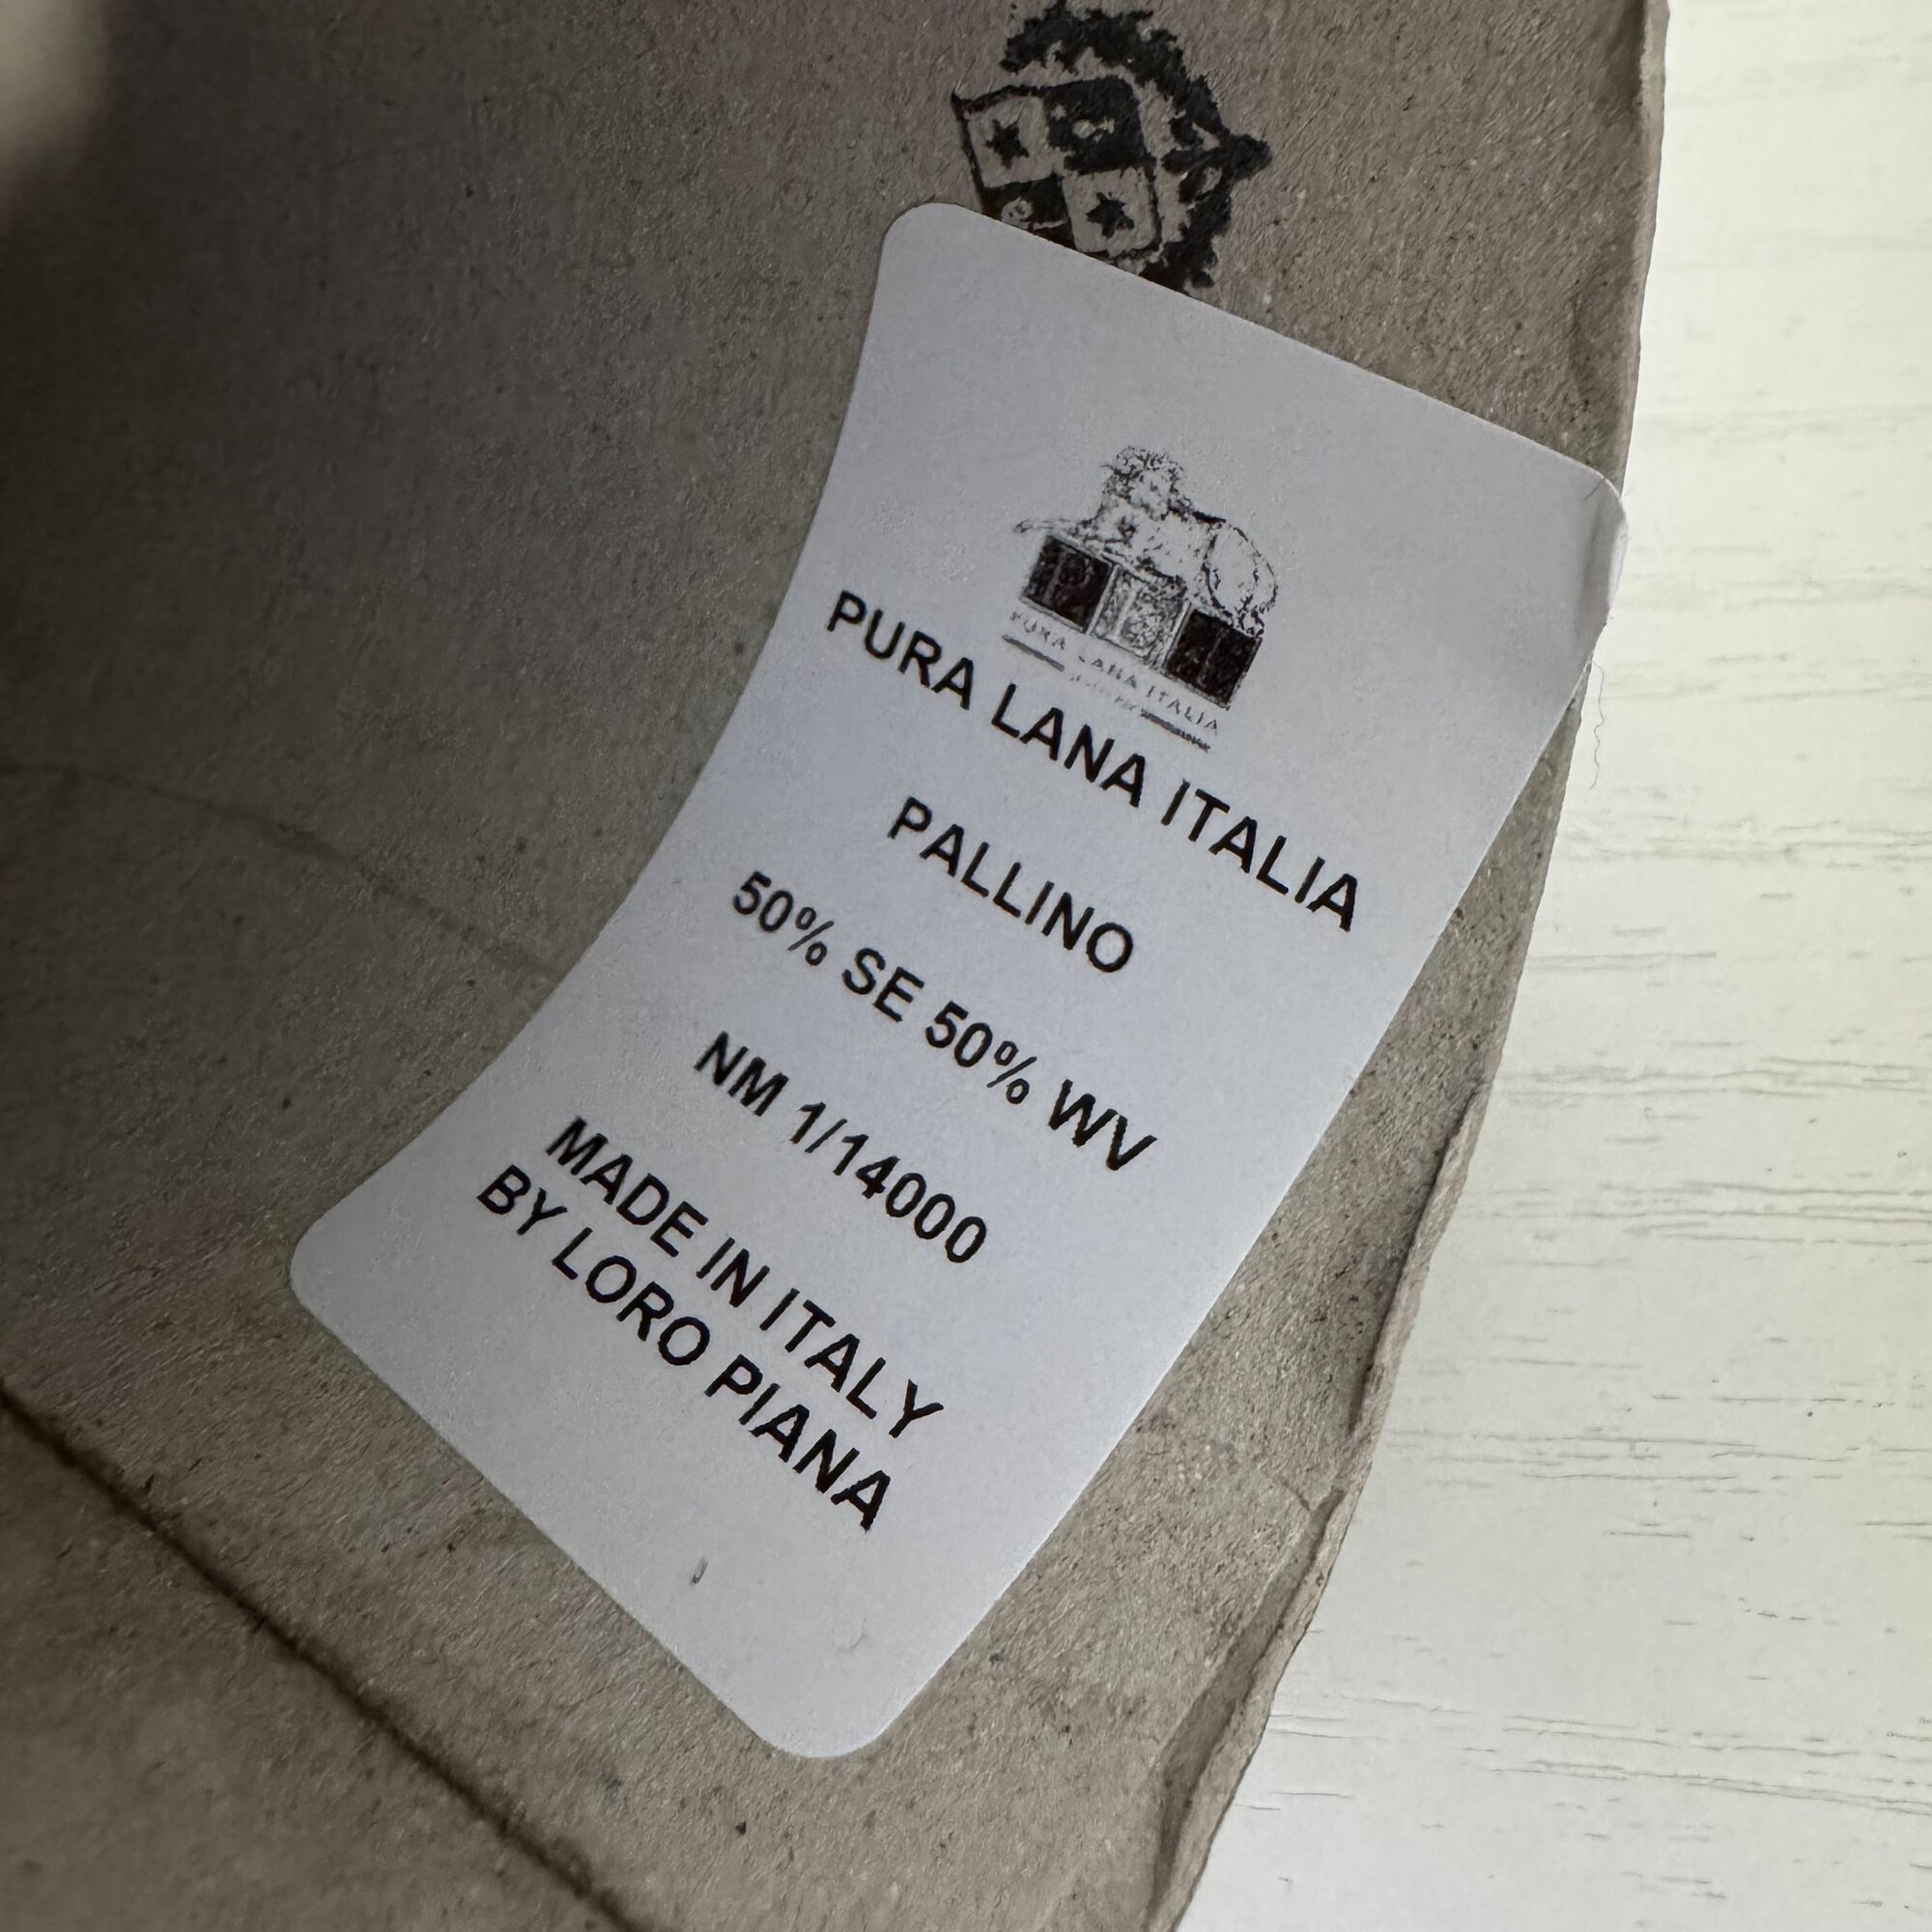 PURA LANA ITALIA
PURA LANA ITALIA
PALLINO
50% SE 50% WV
NM 1/14000
MADE IN ITALY
BY LORO PIANA